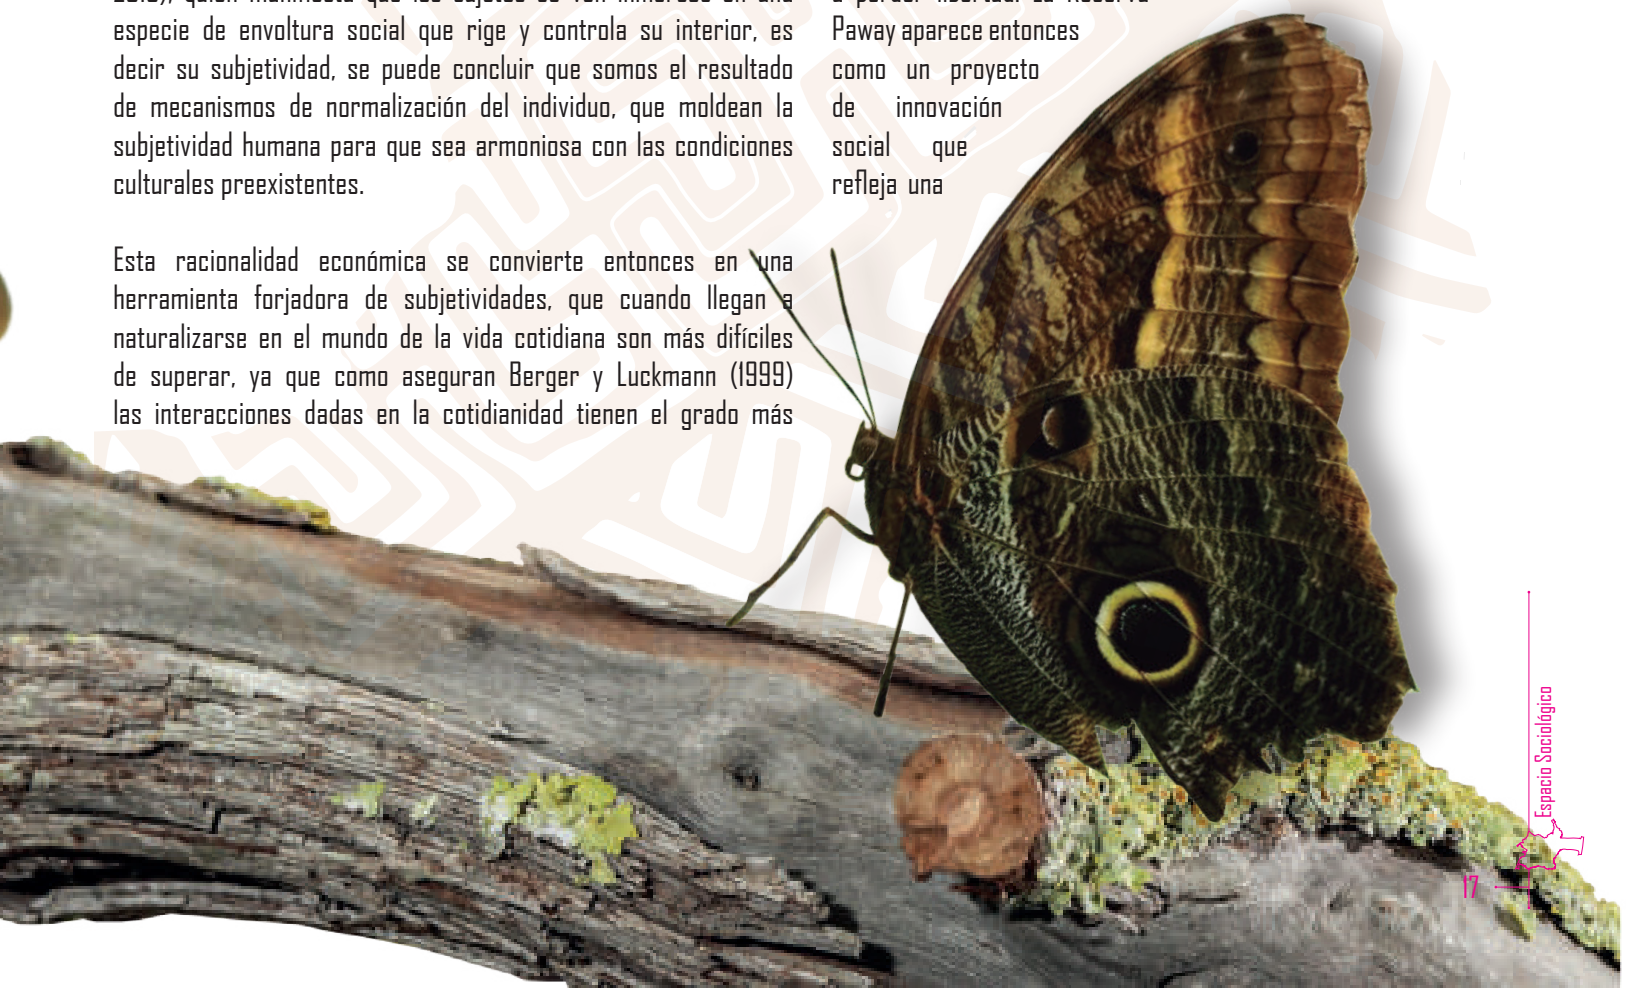 especie de envoltura social que rige y controla su interior, es
decir su subjetividad, se puede concluir que somos el resultado
de mecanismos de normalización del individuo, que moldean la
subjetividad humana para que sea armoniosa con las condiciones
culturales preexistentes.
Esta racionalidad económica se convierte entonces en una
herramienta forjadora de subjetividades, que cuando llegan a
naturalizarse en el mundo de la vida cotidiana son más difíciles
de superar, ya que como aseguran Berger y Luckmann (1999)
las interacciones dadas en la cotidianidad tienen el grado más
Paway aparece entonces
como un proyecto
de innovación
social que
refleja una
Espacio Sociológico
17